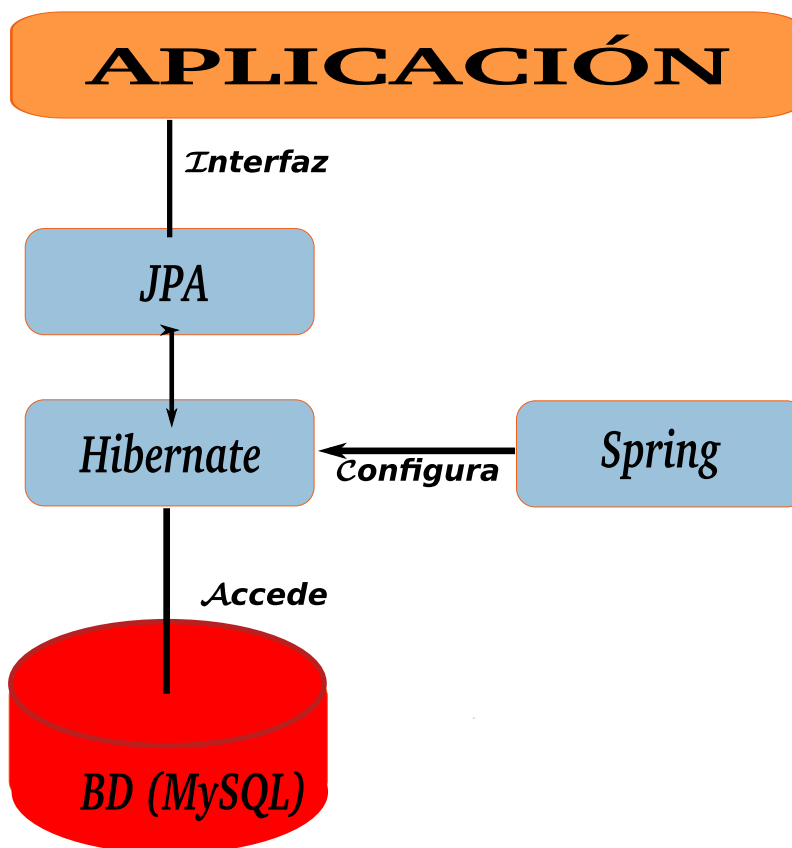 APLICACIÓN
Interfaz
JPA
Hibernate
Spring
Configura
Accede
BD (MySQL)